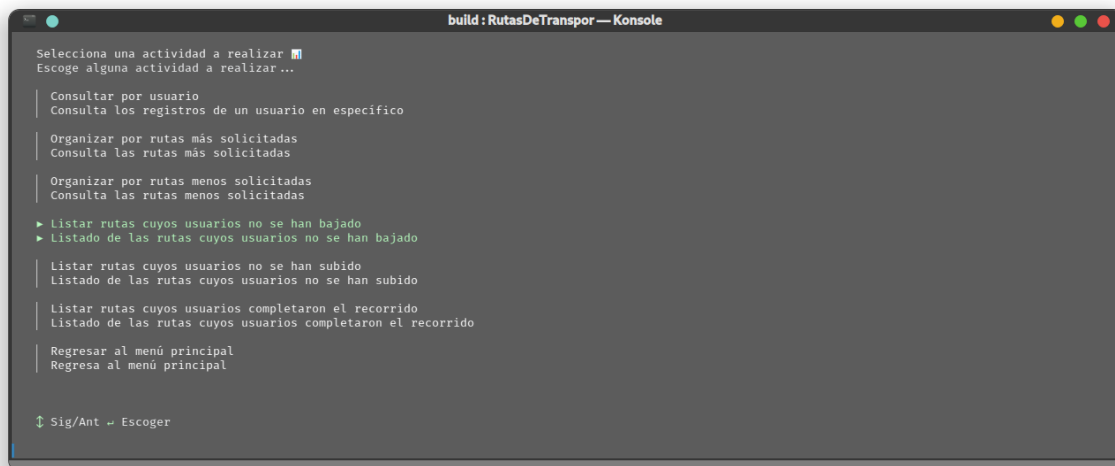 build : RutasDeTranspor — Konsole
Selecciona una actividad a realizar 📊
Escoge alguna actividad a realizar...
Consultar por usuario
Consulta los registros de un usuario en específico
Organizar por rutas más solicitadas
Consulta las rutas más solicitadas
Organizar por rutas menos solicitadas
Consulta las rutas menos solicitadas
► Listar rutas cuyos usuarios no se han bajado
► Listado de las rutas cuyos usuarios no se han bajado
Listar rutas cuyos usuarios no se han subido
Listado de las rutas cuyos usuarios no se han subido
Listar rutas cuyos usuarios completaron el recorrido
Listado de las rutas cuyos usuarios completaron el recorrido
Regresar al menú principal
Regresa al menú principal
↕ Sig/Ant ↵ Escoger